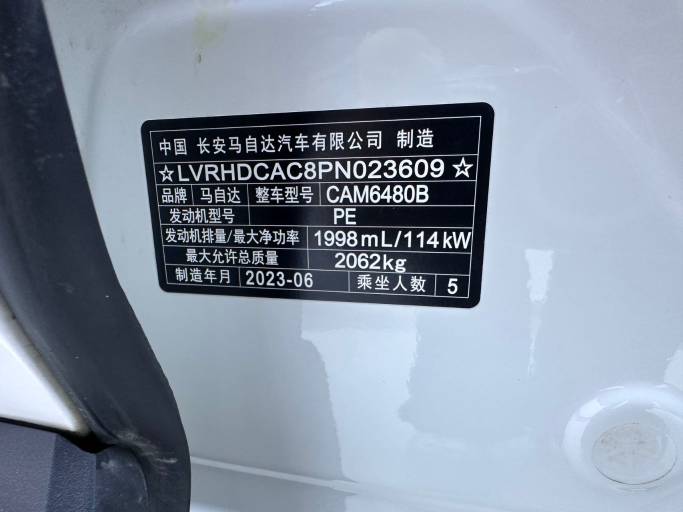 中国 长安马自达汽车有限公司 制造
☆LVRHDCAC8PN023609☆
品牌 马自达 整车型号 CAM6480B
发动机型号 PE
发动机排量/最大净功率 1998mL/114kW
最大允许总质量 2062kg
制造年月 2023-06 乘坐人数 5